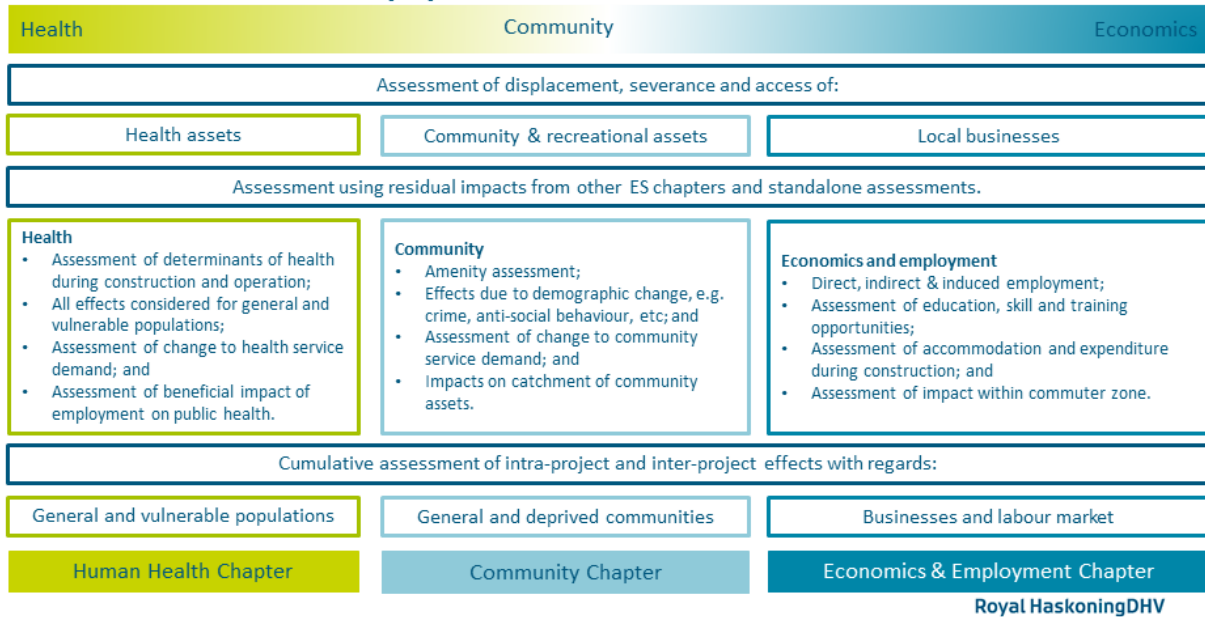 Health
Community
Economics
Assessment of displacement, severance and access of:
Health assets
Community & recreational assets
Local businesses
Assessment using residual impacts from other ES chapters and standalone assessments.
Health
• Assessment of determinants of health
during construction and operation;
• All effects considered for general and
vulnerable populations;
• Assessment of change to health service
demand; and
• Assessment of beneficial impact of
employment on public health.
Community
• Amenity assessment;
• Effects due to demographic change, e.g.
crime, anti-social behaviour, etc; and
• Assessment of change to community
service demand; and
• Impacts on catchment of community
assets.
Economics and employment
• Direct, indirect & induced employment;
• Assessment of education, skill and training
opportunities;
• Assessment of accommodation and expenditure
during construction; and
• Assessment of impact within commuter zone.
Cumulative assessment of intra-project and inter-project effects with regards:
General and vulnerable populations
General and deprived communities
Businesses and labour market
Human Health Chapter
Community Chapter
Economics & Employment Chapter
Royal HaskoningDHV